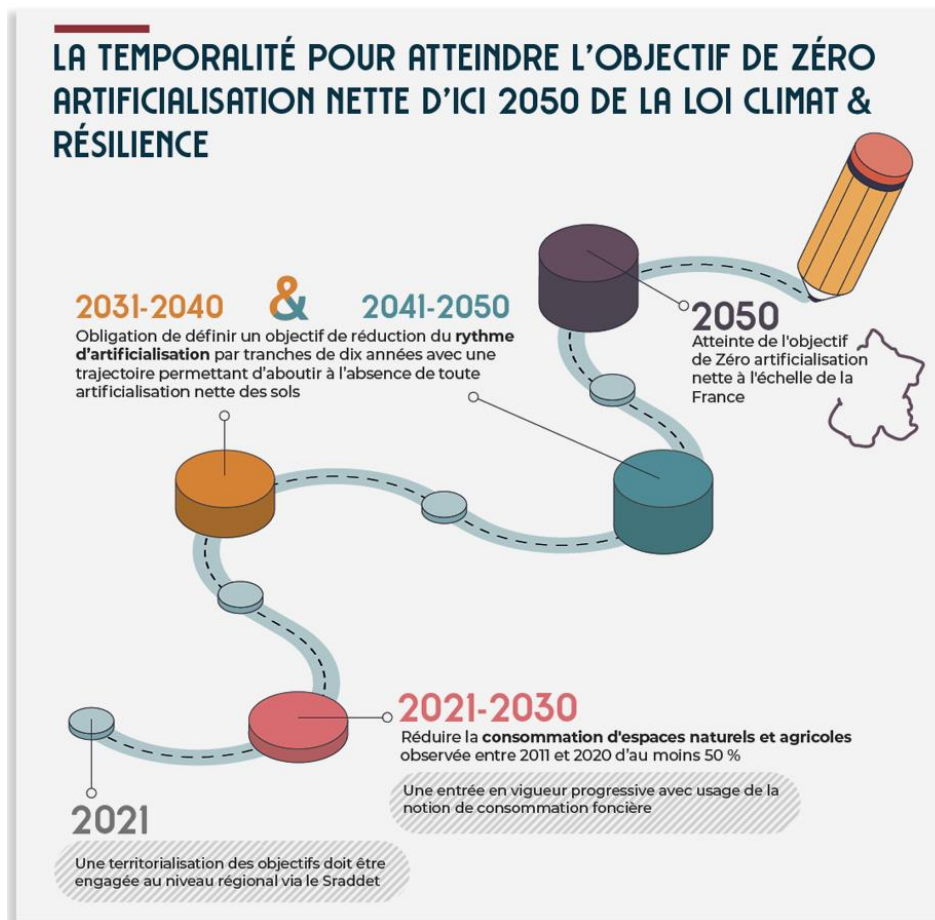 LA TEMPORALITÉ POUR ATTEINDRE L'OBJECTIF DE ZÉRO
ARTIFICIALISATION NETTE D'ICI 2050 DE LA LOI CLIMAT &
RÉSILIENCE
2031-2040 & 2041-2050
Obligation de définir un objectif de réduction du rythme
d'artificialisation par tranches de dix années avec une
trajectoire permettant d'aboutir à l'absence de toute
artificialisation nette des sols
2050
Atteinte de l'objectif
de Zéro artificialisation
nette à l'échelle de la
France
2021-2030
Réduire la consommation d'espaces naturels et agricoles
observée entre 2011 et 2020 d'au moins 50 %
Une entrée en vigueur progressive avec usage de la
notion de consommation foncière
2021
Une territorialisation des objectifs doit être
engagée au niveau régional via le Sraddet